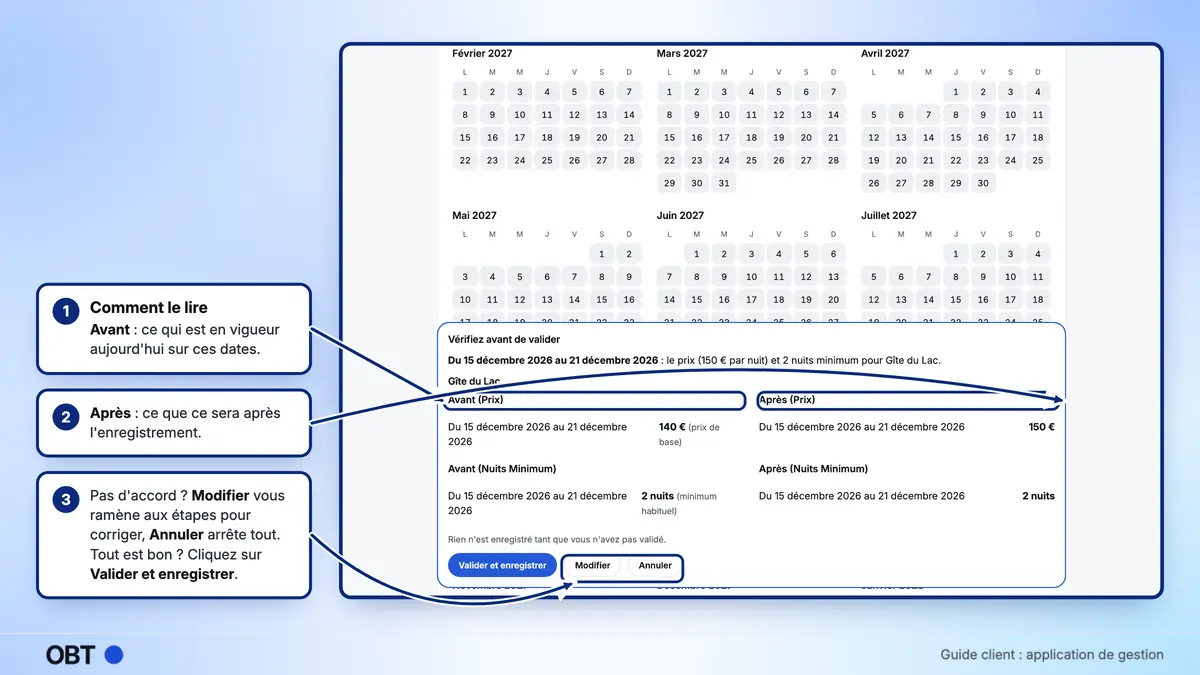 Février 2027
L M M J V S D
1 2 3 4 5 6 7
8 9 10 11 12 13 14
15 16 17 18 19 20 21
22 23 24 25 26 27 28
Mars 2027
L M M J V S D
1 2 3 4 5 6 7
8 9 10 11 12 13 14
15 16 17 18 19 20 21
22 23 24 25 26 27 28
29 30 31
Avril 2027
L M M J V S D
1 2 3 4
5 6 7 8 9 10 11
12 13 14 15 16 17 18
19 20 21 22 23 24 25
26 27 28 29 30
Mai 2027
L M M J V S D
1 2
3 4 5 6 7 8 9
10 11 12 13 14 15 16
Juin 2027
L M M J V S D
1 2 3 4 5 6
7 8 9 10 11 12 13
14 15 16 17 18 19 20
Juillet 2027
L M M J V S D
1 2 3 4
5 6 7 8 9 10 11
12 13 14 15 16 17 18
1 Comment le lire
Avant : ce qui est en vigueur
aujourd'hui sur ces dates.
2 Après : ce que ce sera après
l'enregistrement.
3 Pas d'accord ? Modifier vous
ramène aux étapes pour
corriger, Annuler arrête tout.
Tout est bon ? Cliquez sur
Valider et enregistrer.
Vérifiez avant de valider
Du 15 décembre 2026 au 21 décembre 2026 : le prix (150 € par nuit) et 2 nuits minimum pour Gîte du Lac.
Gîte du Lac
Avant (Prix)
Du 15 décembre 2026 au 21 décembre
2026
140 € (prix de
base)
Après (Prix)
Du 15 décembre 2026 au 21 décembre 2026 150 €
Avant (Nuits Minimum)
Du 15 décembre 2026 au 21 décembre
2026
2 nuits (minimum
habituel)
Après (Nuits Minimum)
Du 15 décembre 2026 au 21 décembre 2026 2 nuits
Rien n'est enregistré tant que vous n'avez pas validé.
Valider et enregistrer Modifier Annuler
OBT
Guide client : application de gestion